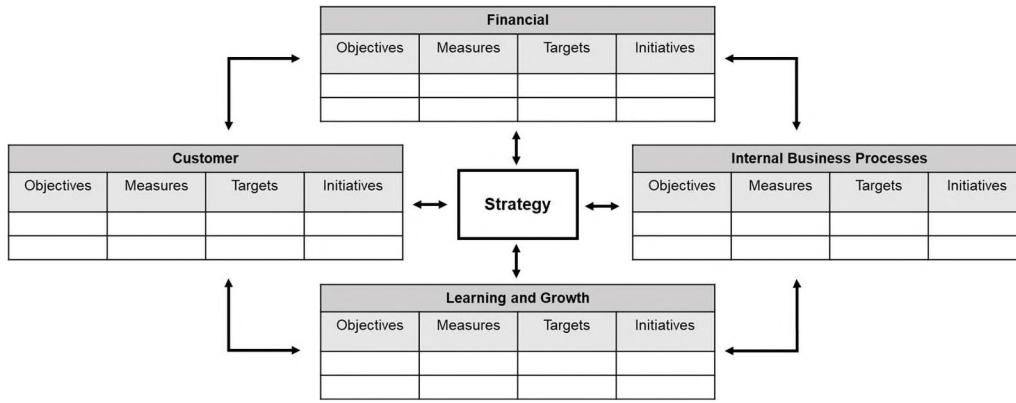 Financial
Objectives Measures Targets Initiatives
Customer
Objectives Measures Targets Initiatives
Strategy
Internal Business Processes
Objectives Measures Targets Initiatives
Learning and Growth
Objectives Measures Targets Initiatives